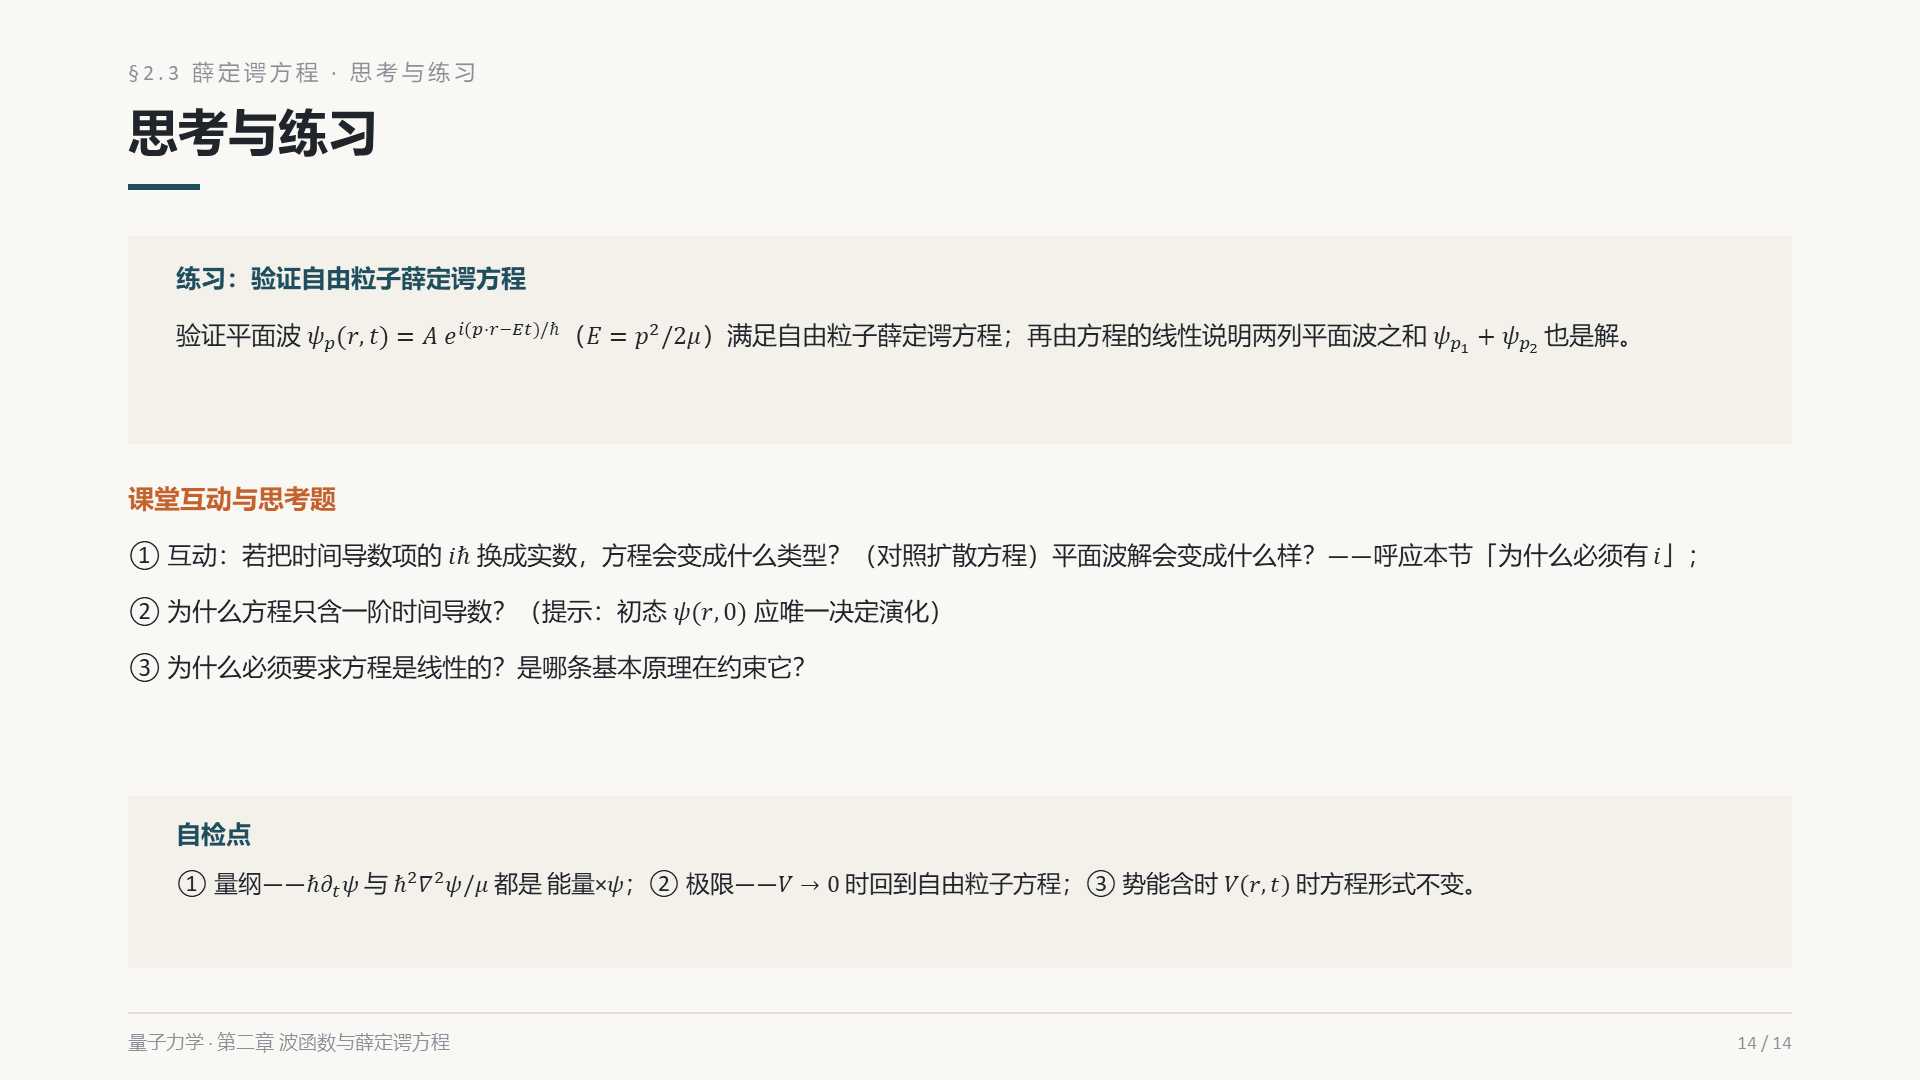 §2.3 薛定谔方程 · 思考与练习
思考与练习
练习：验证自由粒子薛定谔方程
验证平面波 ψₚ(r, t) = A e^{i(p·r−Et)/ħ}（E = p²/2μ）满足自由粒子薛定谔方程；再由方程的线性说明两列平面波之和 ψ_{p₁} + ψ_{p₂} 也是解。
课堂互动与思考题
① 互动：若把时间导数项的 iħ 换成实数，方程会变成什么类型？（对照扩散方程）平面波解会变成什么样？——呼应本节「为什么必须有 i」；
② 为什么方程只含一阶时间导数？（提示：初态 ψ(r, 0) 应唯一决定演化）
③ 为什么必须要求方程是线性的？是哪条基本原理在约束它？
自检点
① 量纲——ħ∂ₜψ 与 ħ²∇²ψ/μ 都是 能量×ψ；② 极限——V → 0 时回到自由粒子方程；③ 势能含时 V(r, t) 时方程形式不变。
量子力学 · 第二章 波函数与薛定谔方程
14 / 14